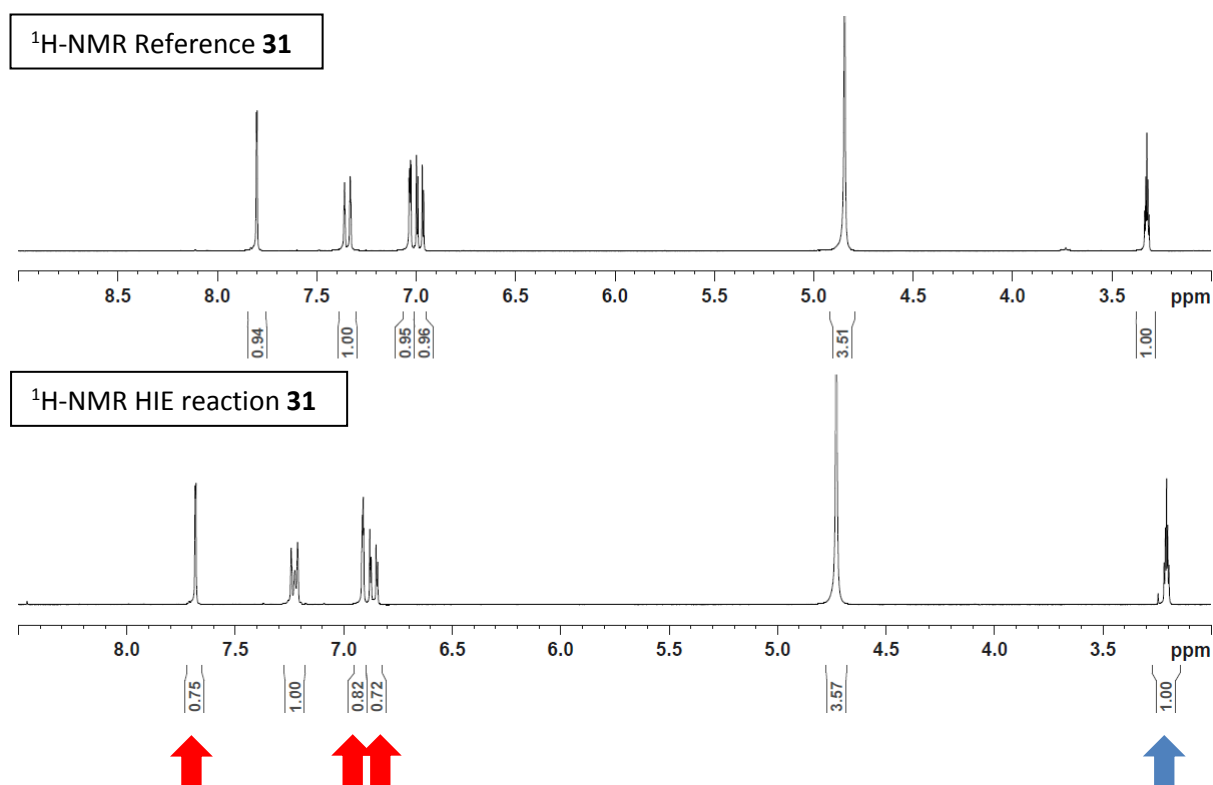 ¹H-NMR Reference 31
8.5 8.0 7.5 7.0 6.5 6.0 5.5 5.0 4.5 4.0 3.5 ppm
0.94 1.00 0.95 0.96 3.51 1.00
¹H-NMR HIE reaction 31
8.0 7.5 7.0 6.5 6.0 5.5 5.0 4.5 4.0 3.5 ppm
0.75 1.00 0.82 0.72 3.57 1.00